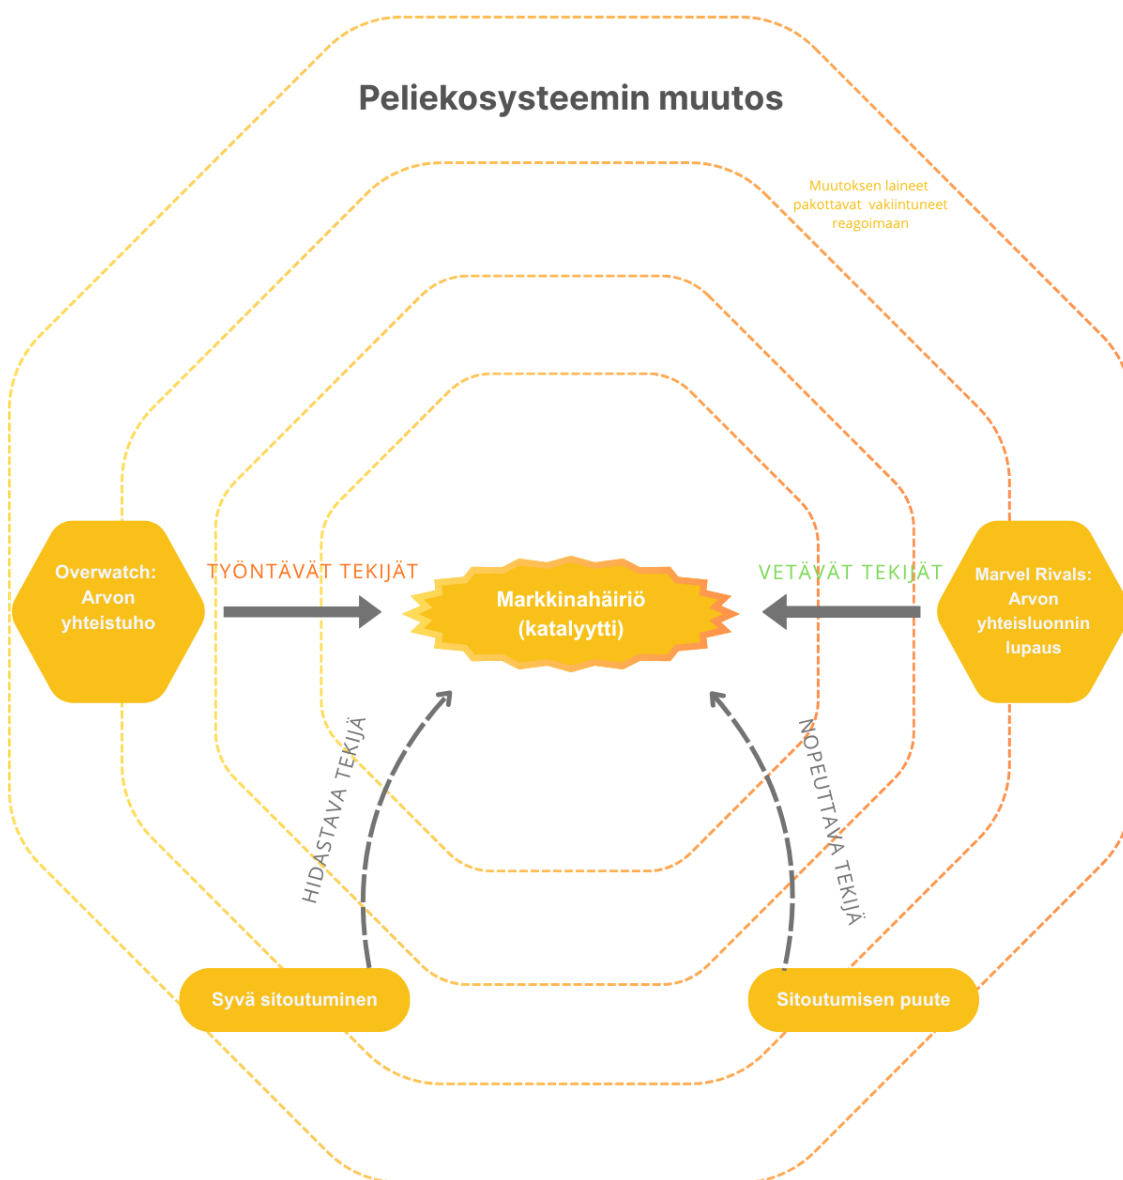 Peliekosysteemin muutos
Muutoksen laineet
pakottavat vakiintuneet
reagoimaan
Overwatch:
Arvon
yhteistuho
TYÖNTÄVÄT TEKIJÄT
Markkinahäiriö
(katalyytti)
VETÄVÄT TEKIJÄT
Marvel Rivals:
Arvon
yhteisluonnin
lupaus
HIDASTAVA TEKIJÄ
NOPEUTTAVA TEKIJÄ
Syvä sitoutuminen
Sitoutumisen puute